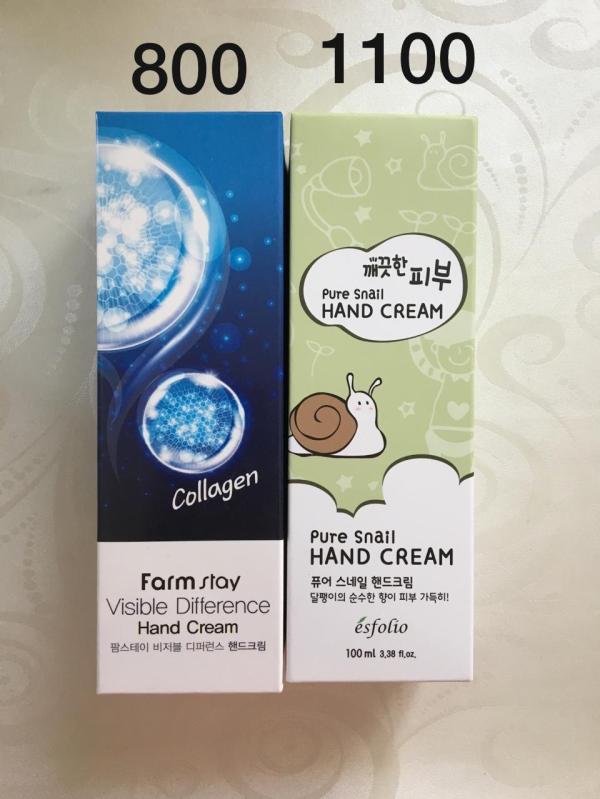 800
1100
Collagen
Farmstay
Visible Difference
Hand Cream
팜스테이 비저블 디퍼런스 핸드크림
깨끗한 피부
Pure Snail
HAND CREAM
Pure Snail
HAND CREAM
퓨어 스네일 핸드크림
달팽이의 순수한 향이 피부 가득히!
ésfolio
100 ml 3,38 fl,oz,